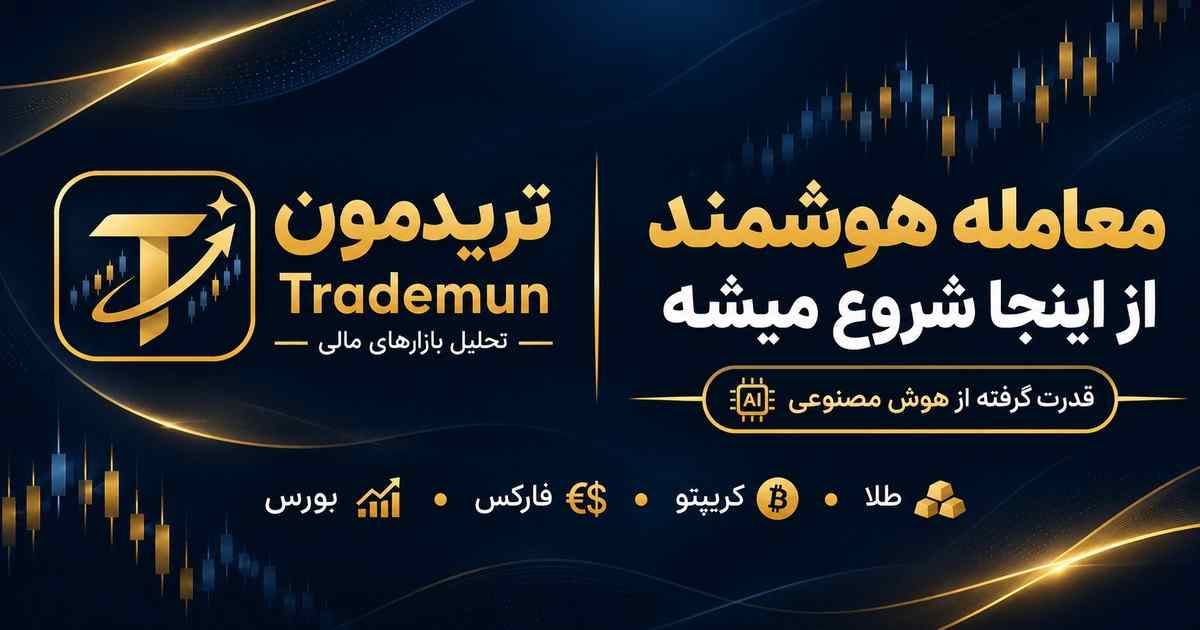 معامله هوشمند
از اینجا شروع میشه
قدرت گرفته از هوش مصنوعی AI
تریدمون
Trademun
تحلیل بازارهای مالی
طلا • کریپتو • فارکس • بورس